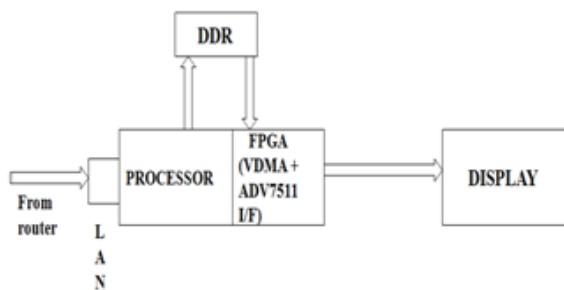 DDR
PROCESSOR
FPGA
(VDMA +
ADV7511
I/F)
DISPLAY
From
router
L
A
N